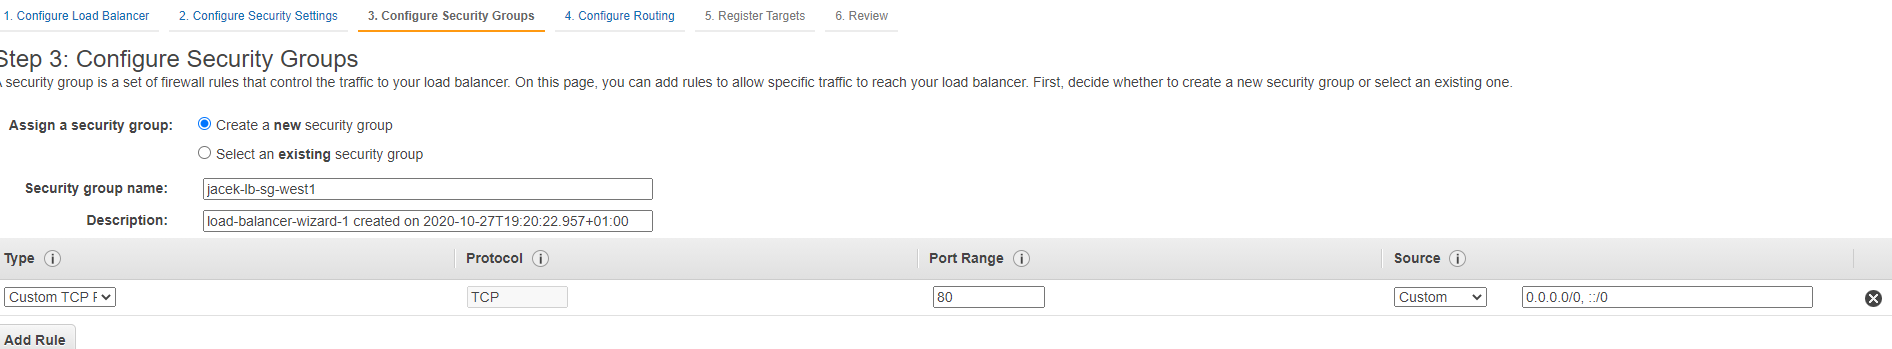 1. Configure Load Balancer 2. Configure Security Settings 3. Configure Security Groups 4. Configure Routing 5. Register Targets 6. Review
Step 3: Configure Security Groups
A security group is a set of firewall rules that control the traffic to your load balancer. On this page, you can add rules to allow specific traffic to reach your load balancer. First, decide whether to create a new security group or select an existing one.
Assign a security group: Create a new security group
Select an existing security group
Security group name: jacek-lb-sg-west1
Description: load-balancer-wizard-1 created on 2020-10-27T19:20:22.957+01:00
Type i Protocol i Port Range i Source i
Custom TCP F TCP 80 Custom 0.0.0.0/0, ::/0
Add Rule